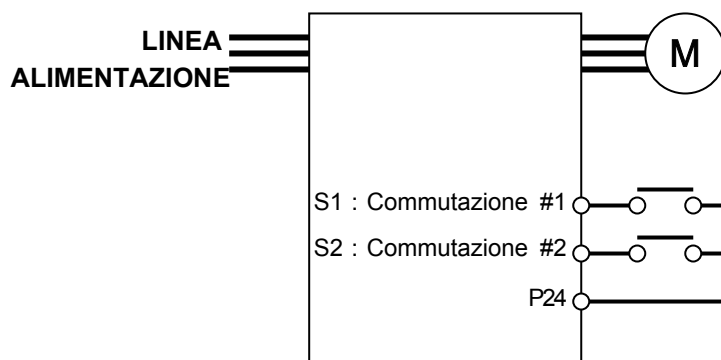 LINEA
ALIMENTAZIONE
M
S1 : Commutazione #1
S2 : Commutazione #2
P24